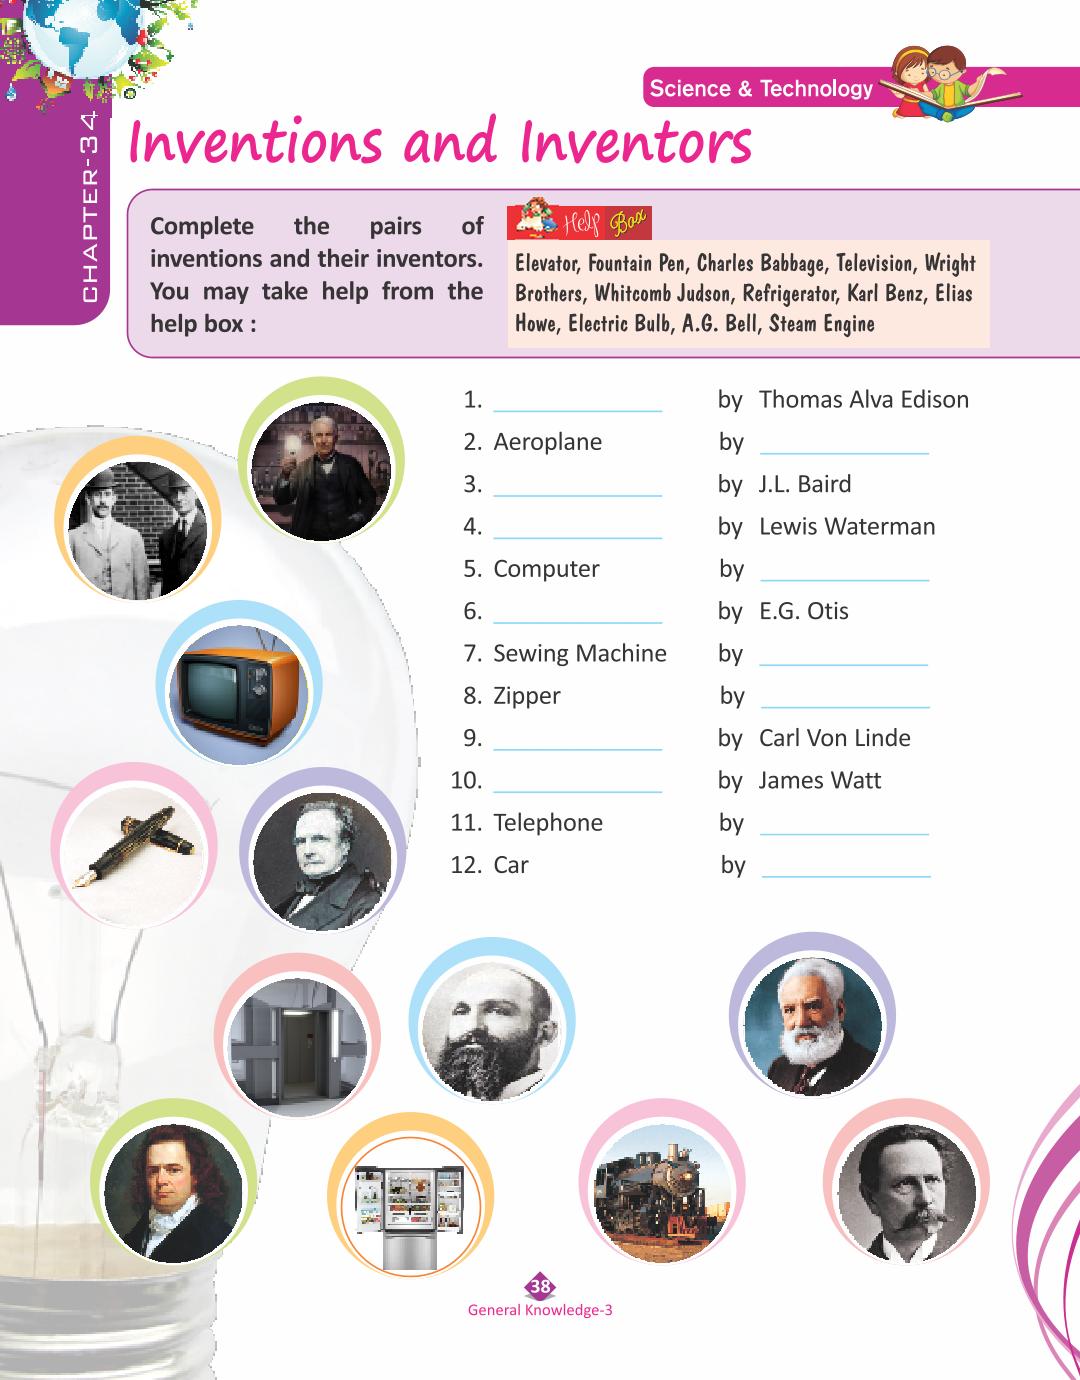 Science & Technology
CHAPTER-34
Inventions and Inventors
Complete the pairs of
inventions and their inventors.
You may take help from the
help box :
Help Box
Elevator, Fountain Pen, Charles Babbage, Television, Wright
Brothers, Whitcomb Judson, Refrigerator, Karl Benz, Elias
Howe, Electric Bulb, A.G. Bell, Steam Engine
1. ______________ by Thomas Alva Edison
2. Aeroplane by ______________
3. ______________ by J.L. Baird
4. ______________ by Lewis Waterman
5. Computer by ______________
6. ______________ by E.G. Otis
7. Sewing Machine by ______________
8. Zipper by ______________
9. ______________ by Carl Von Linde
10. ______________ by James Watt
11. Telephone by ______________
12. Car by ______________
38
General Knowledge-3